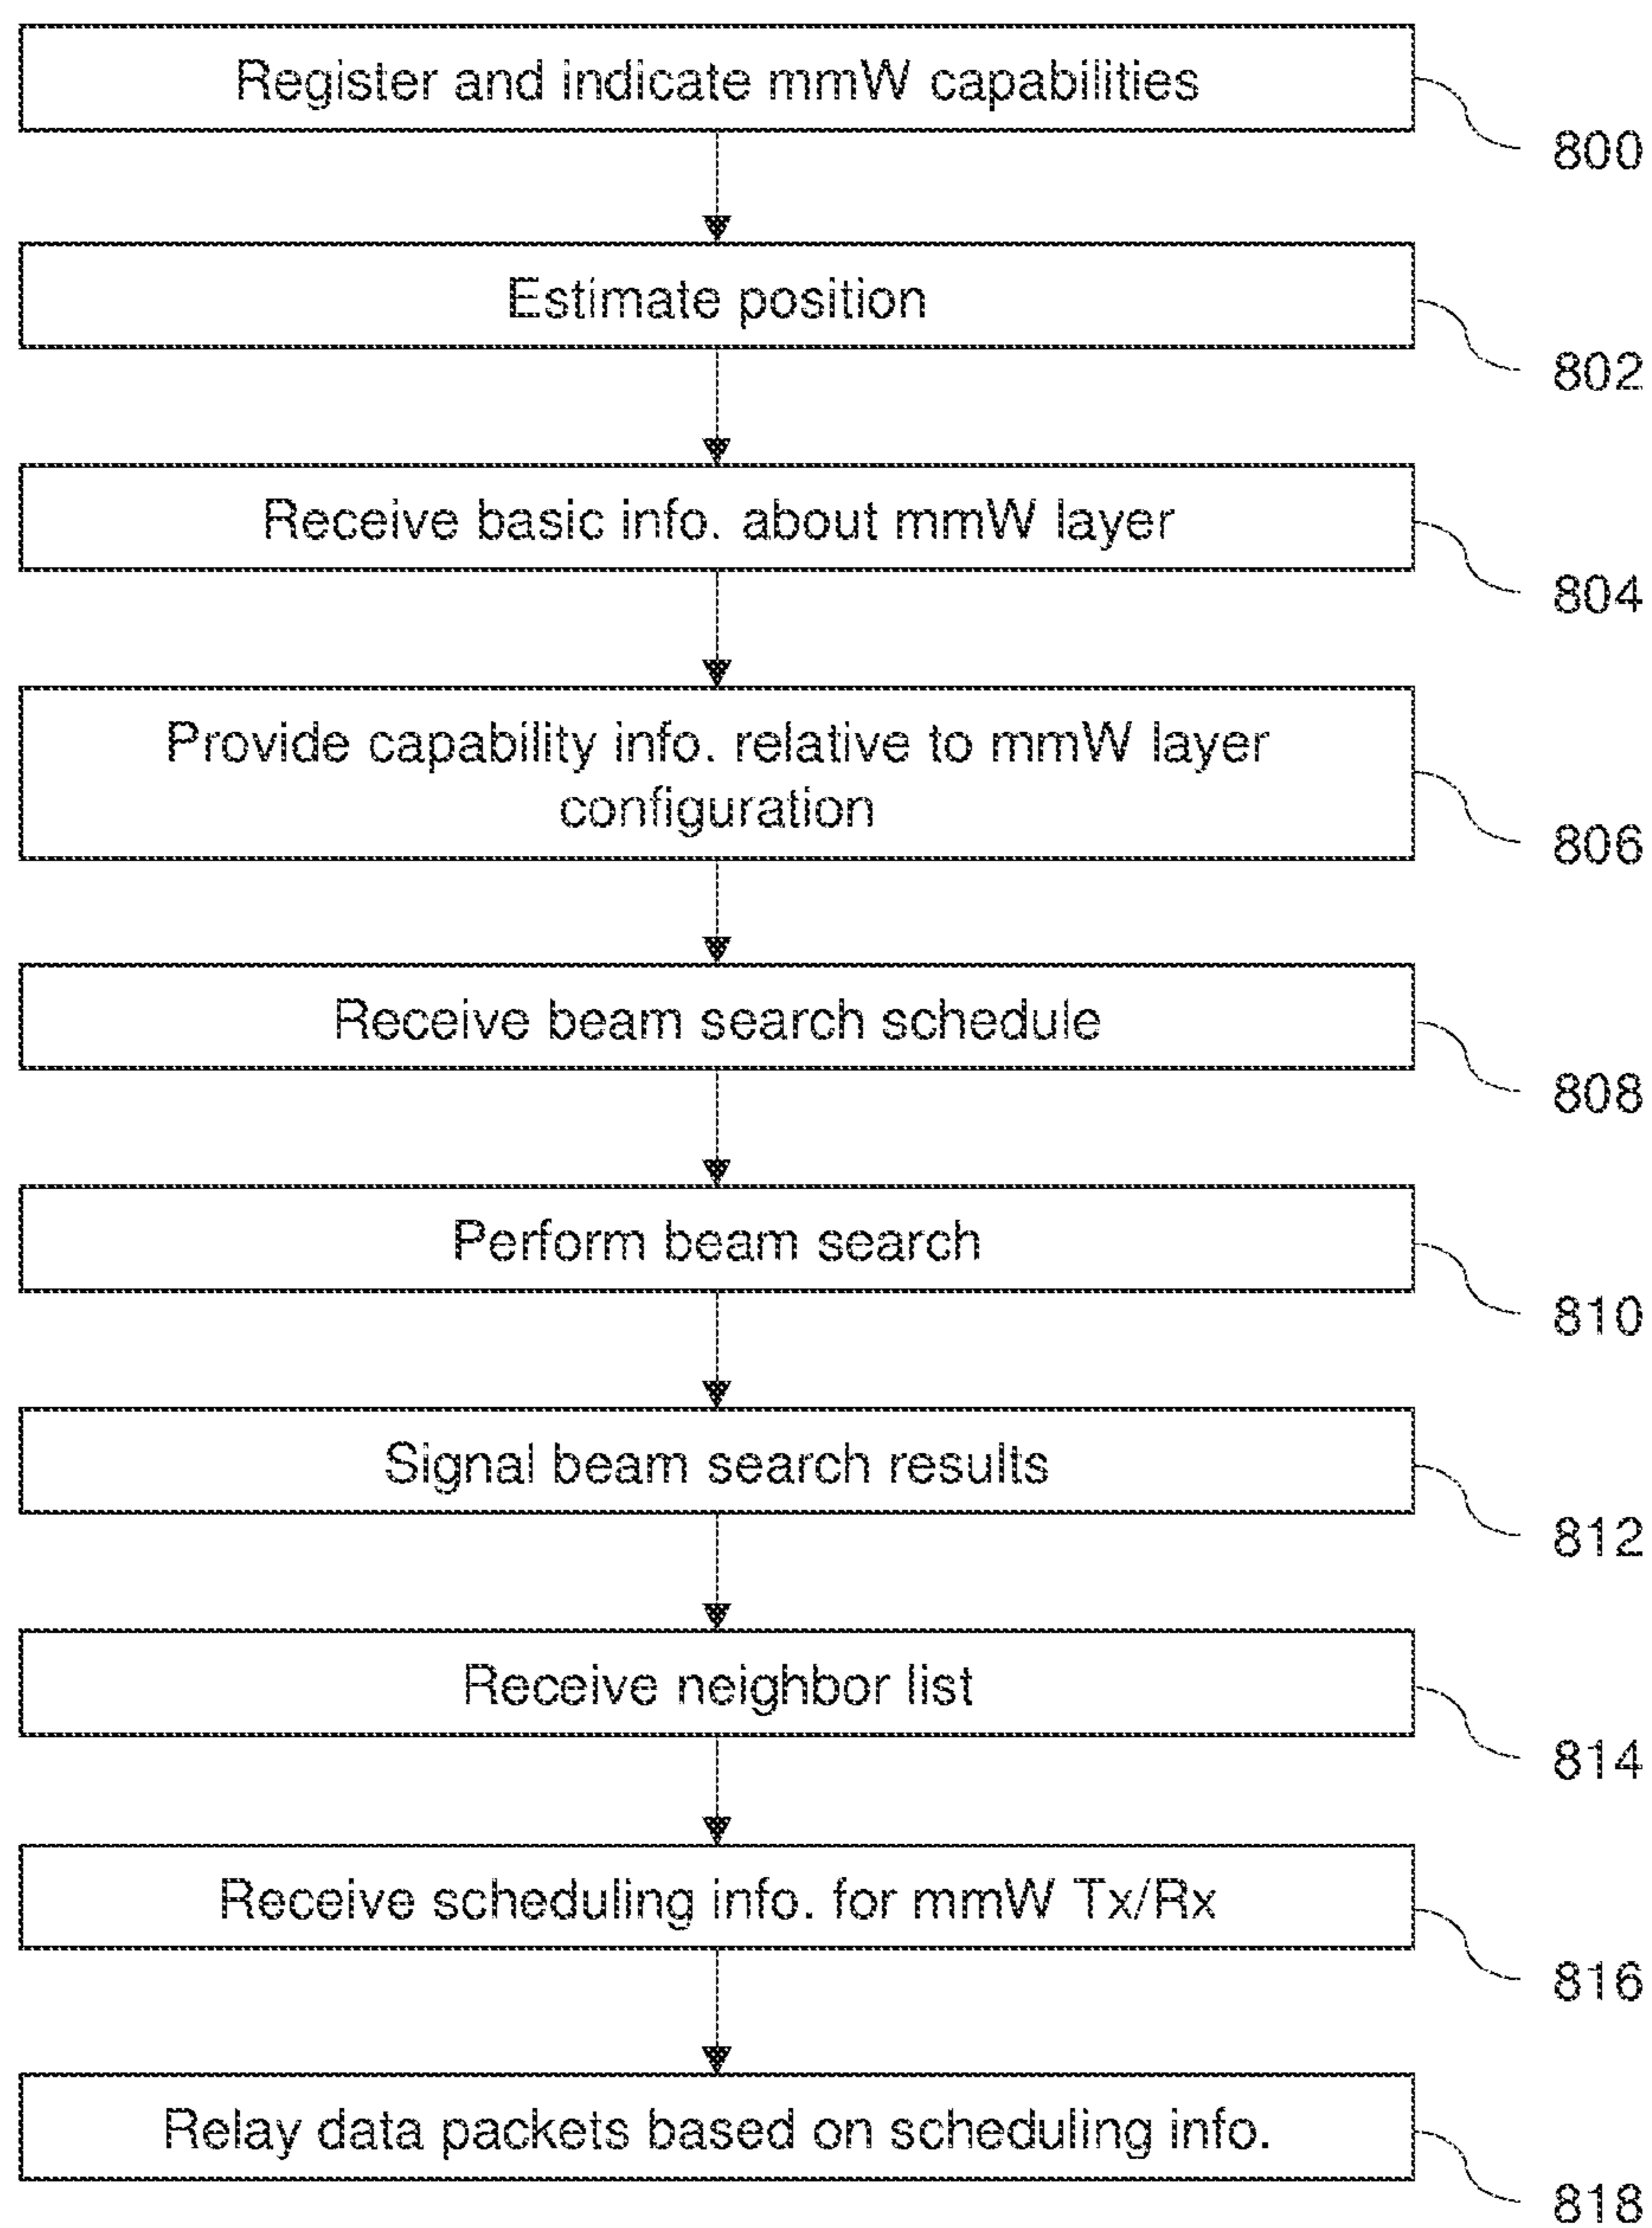 Register and indicate mmW capabilities
800
Estimate position
802
Receive basic info. about mmW layer
804
Provide capability info. relative to mmW layer
configuration
806
Receive beam search schedule
808
Perform beam search
810
Signal beam search results
812
Receive neighbor list
814
Receive scheduling info. for mmW Tx/Rx
816
Relay data packets based on scheduling info.
818